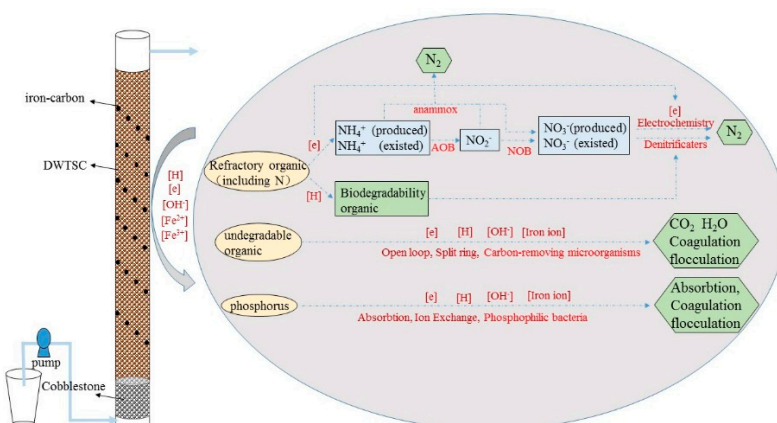 iron-carbon
DWTSC
pump
Cobblestone
[H]
[e]
[OH-]
[Fe2+]
[Fe3+]
N2
anammox
[e]
NH4+ (produced)
NH4+ (existed)
AOB
NO2-
NOB
NO3-(produced)
NO3- (existed)
[e]
Electrochemistry
Denitrificaters
N2
Refractory organic
(including N)
[H]
Biodegradability
organic
undegradable
organic
[e] [H] [OH-] [Iron ion]
Open loop, Split ring, Carbon-removing microorganisms
CO2 H2O
Coagulation
flocculation
phosphorus
[e] [H] [OH-] [Iron ion]
Absorbtion, Ion Exchange, Phosphophilic bacteria
Absorbtion,
Coagulation
flocculation